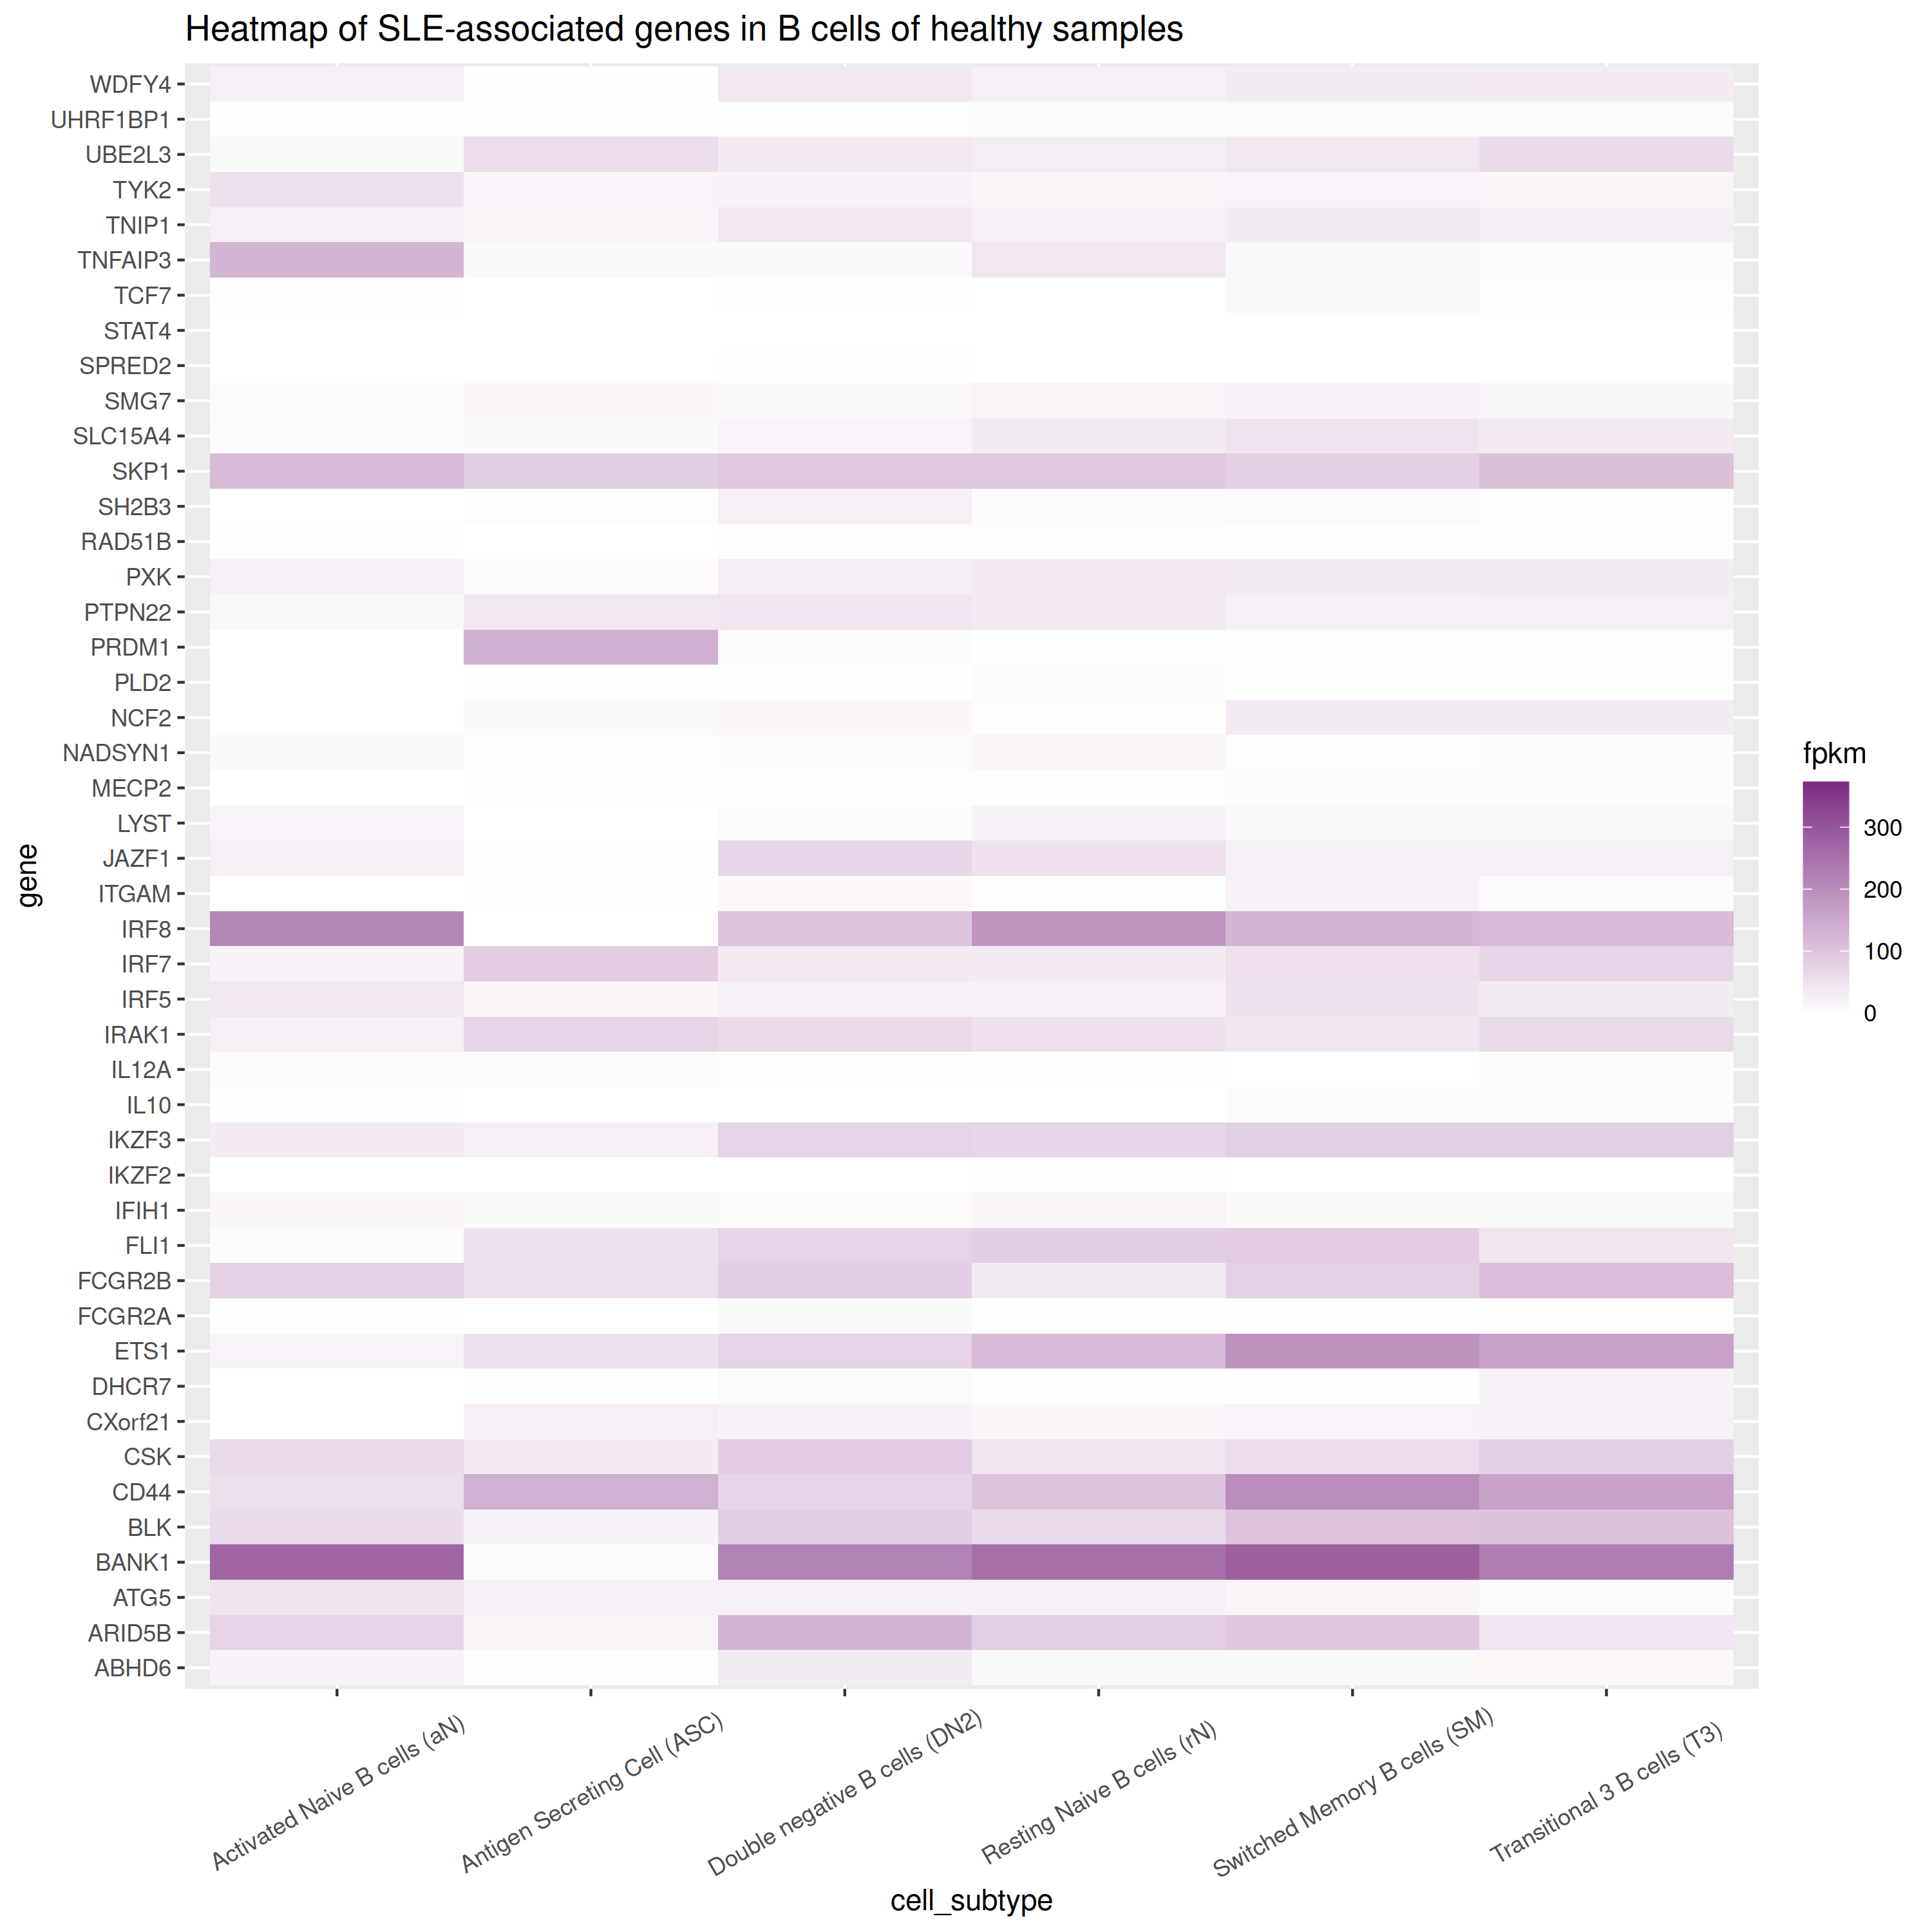 Heatmap of SLE-associated genes in B cells of healthy samples
WDFY4
UHRF1BP1
UBE2L3
TYK2
TNIP1
TNFAIP3
TCF7
STAT4
SPRED2
SMG7
SLC15A4
SKP1
SH2B3
RAD51B
PXK
PTPN22
PRDM1
PLD2
NCF2
NADSYN1
MECP2
LYST
JAZF1
ITGAM
IRF8
IRF7
IRF5
IRAK1
IL12A
IL10
IKZF3
IKZF2
IFIH1
FLI1
FCGR2B
FCGR2A
ETS1
DHCR7
CXorf21
CSK
CD44
BLK
BANK1
ATG5
ARID5B
ABHD6
gene
Activated Naive B cells (aN)
Antigen Secreting Cell (ASC)
Double negative B cells (DN2)
Resting Naive B cells (rN)
Switched Memory B cells (SM)
Transitional 3 B cells (T3)
cell_subtype
fpkm
300
200
100
0